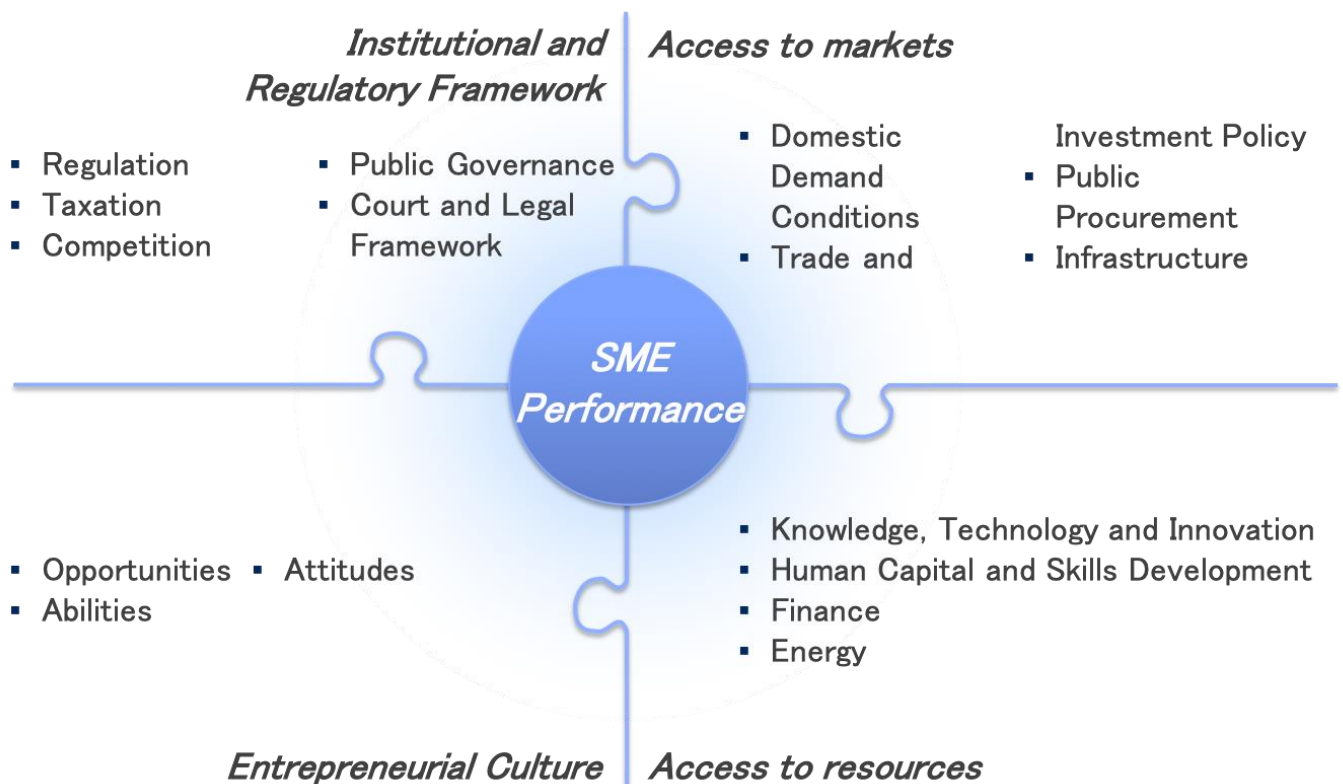 Institutional and
Regulatory Framework
▪ Regulation
▪ Taxation
▪ Competition
▪ Public Governance
▪ Court and Legal
Framework
Access to markets
▪ Domestic
Demand
Conditions
▪ Trade and
Investment Policy
▪ Public
Procurement
▪ Infrastructure
SME
Performance
▪ Opportunities
▪ Abilities
▪ Attitudes
Entrepreneurial Culture
▪ Knowledge, Technology and Innovation
▪ Human Capital and Skills Development
▪ Finance
▪ Energy
Access to resources